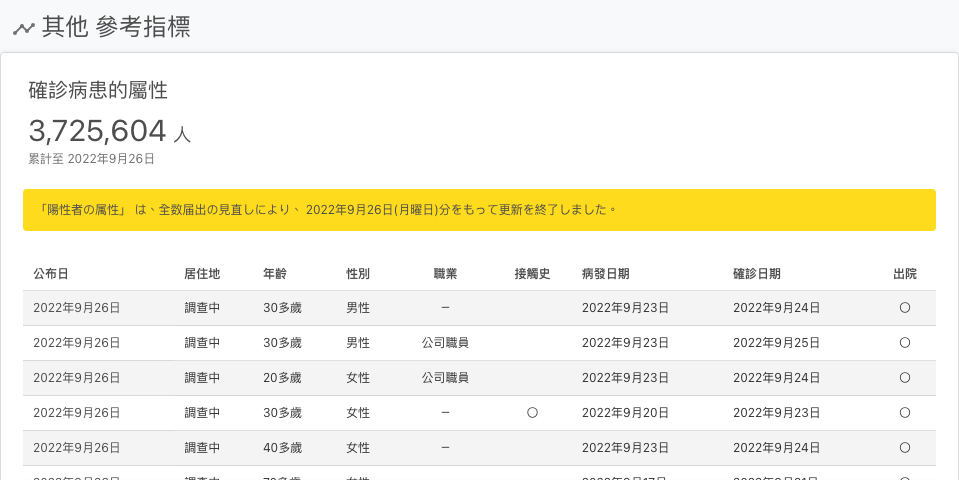 其他 參考指標
確診病患的屬性
3,725,604 人
累計至 2022年9月26日
「陽性者の属性」 は、全数届出の見直しにより、 2022年9月26日(月曜日)分をもって更新を終了しました。
公布日 居住地 年齡 性別 職業 接觸史 病發日期 確診日期 出院
2022年9月26日 調查中 30多歲 男性 － 2022年9月23日 2022年9月24日 〇
2022年9月26日 調查中 30多歲 男性 公司職員 2022年9月23日 2022年9月25日 〇
2022年9月26日 調查中 20多歲 女性 公司職員 2022年9月23日 2022年9月24日 〇
2022年9月26日 調查中 30多歲 女性 － 〇 2022年9月20日 2022年9月23日 〇
2022年9月26日 調查中 40多歲 女性 － 2022年9月23日 2022年9月24日 〇